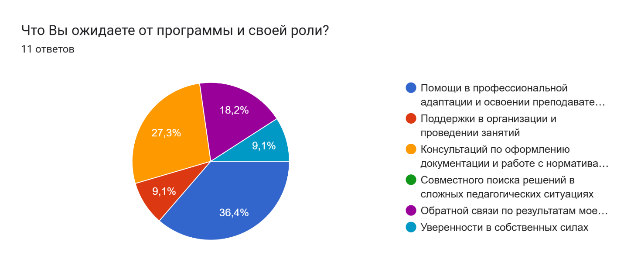 Что Вы ожидаете от программы и своей роли?
11 ответов
18,2%
27,3%
9,1%
9,1%
36,4%
Помощи в профессиональной
адаптации и освоении преподавате…
Поддержки в организации и
проведении занятий
Консультаций по оформлению
документации и работе с норматива…
Совместного поиска решений в
сложных педагогических ситуациях
Обратной связи по результатам мое…
Уверенности в собственных силах